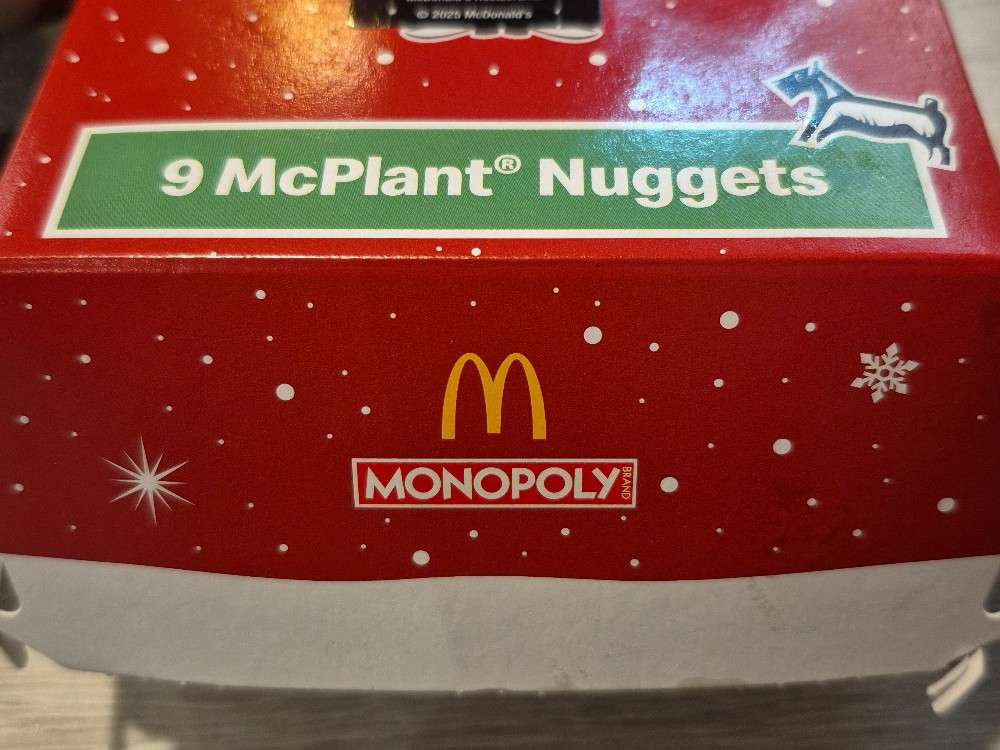 © 2025 McDonald's
9 McPlant® Nuggets
MONOPOLY BRAND